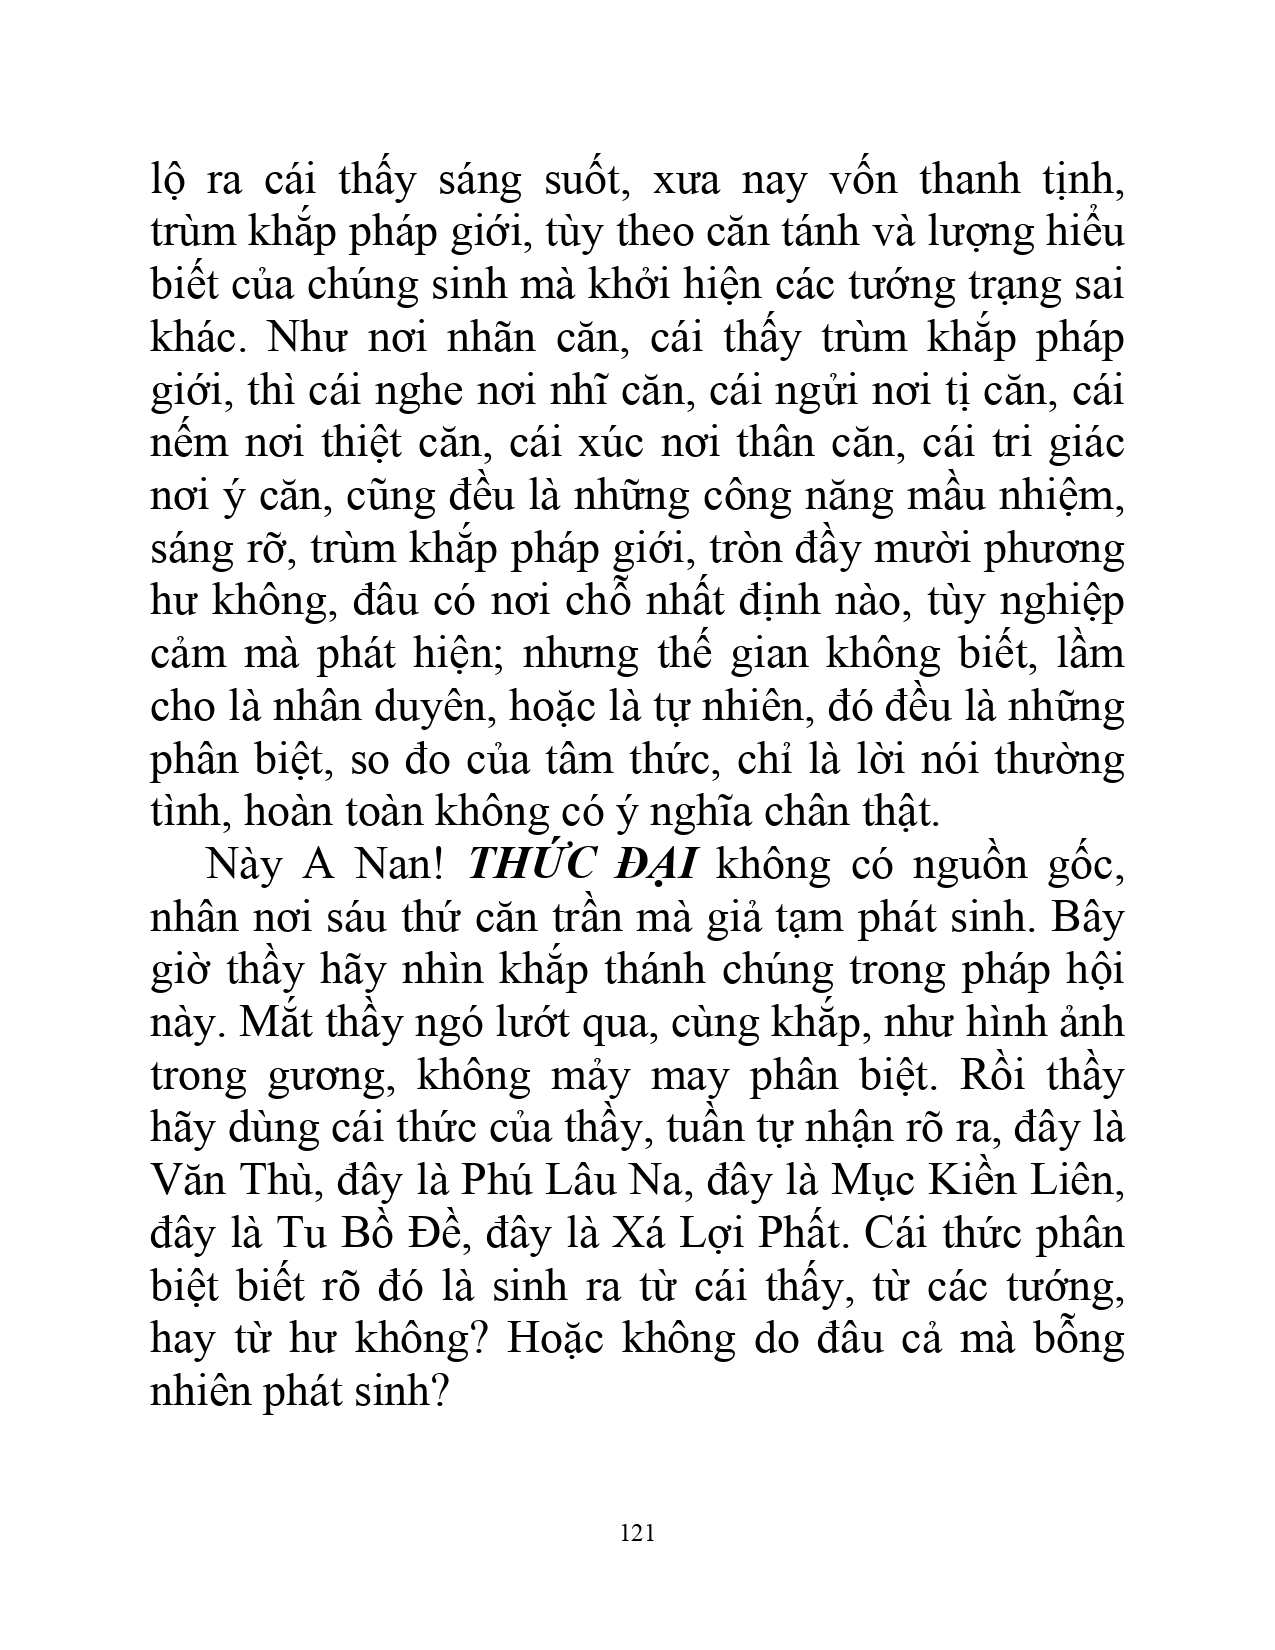 lộ ra cái thấy sáng suốt, xưa nay vốn thanh tịnh,
trùm khắp pháp giới, tùy theo căn tánh và lượng hiểu
biết của chúng sinh mà khởi hiện các tướng trạng sai
khác. Như nơi nhãn căn, cái thấy trùm khắp pháp
giới, thì cái nghe nơi nhĩ căn, cái ngửi nơi tị căn, cái
nếm nơi thiệt căn, cái xúc nơi thân căn, cái tri giác
nơi ý căn, cũng đều là những công năng mầu nhiệm,
sáng rỡ, trùm khắp pháp giới, tròn đầy mười phương
hư không, đâu có nơi chỗ nhất định nào, tùy nghiệp
cảm mà phát hiện; nhưng thế gian không biết, lầm
cho là nhân duyên, hoặc là tự nhiên, đó đều là những
phân biệt, so đo của tâm thức, chỉ là lời nói thường
tình, hoàn toàn không có ý nghĩa chân thật.
Này A Nan! THỨC ĐẠI không có nguồn gốc,
nhân nơi sáu thứ căn trần mà giả tạm phát sinh. Bây
giờ thầy hãy nhìn khắp thánh chúng trong pháp hội
này. Mắt thầy ngó lướt qua, cùng khắp, như hình ảnh
trong gương, không mảy may phân biệt. Rồi thầy
hãy dùng cái thức của thầy, tuần tự nhận rõ ra, đây là
Văn Thù, đây là Phú Lâu Na, đây là Mục Kiền Liên,
đây là Tu Bồ Đề, đây là Xá Lợi Phất. Cái thức phân
biệt biết rõ đó là sinh ra từ cái thấy, từ các tướng,
hay từ hư không? Hoặc không do đâu cả mà bỗng
nhiên phát sinh?
121